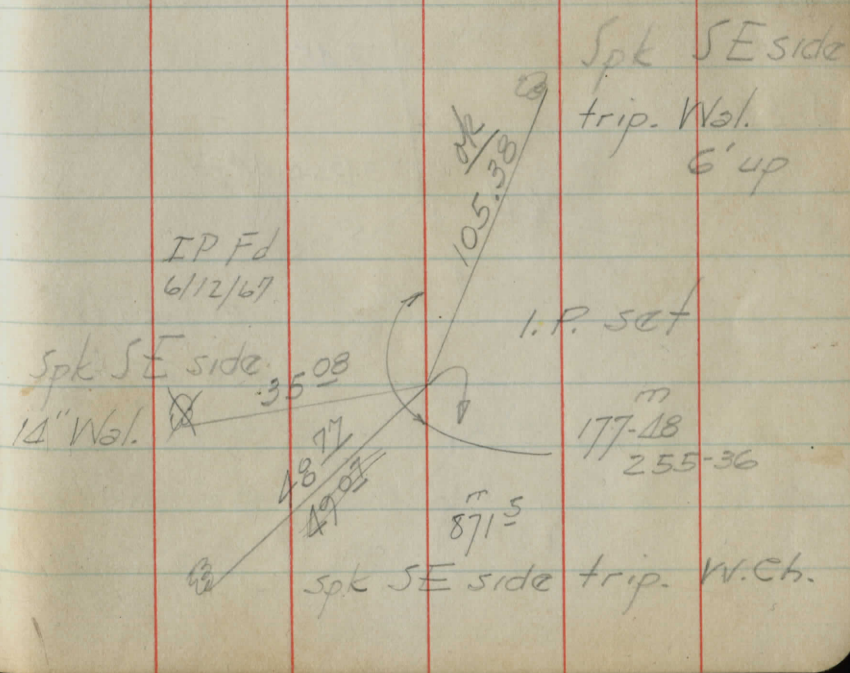 Spk SE side
trip. Wal.
6' up
ok
105.38
IP Fd
6/12/67
I.P. set
Spk SE side
14" Wal.
35 08
48 77
49 07
m
177-48
255-36
m
871 5
Spk SE side trip. W.Ch.